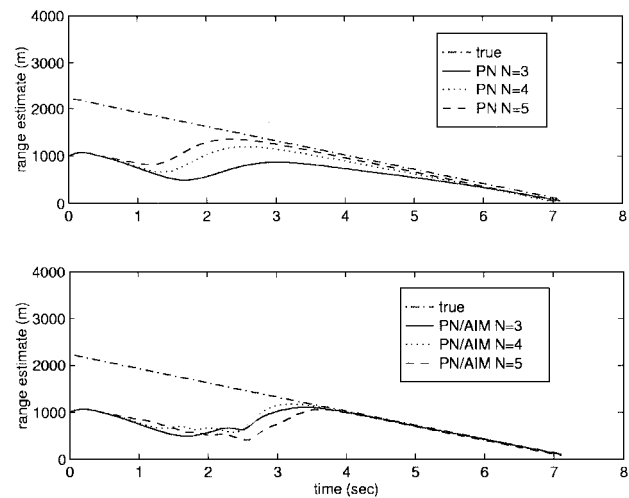 4000
3000
2000
1000
0
range estimate (m)
true
PN N=3
PN N=4
PN N=5
0 1 2 3 4 5 6 7 8
4000
3000
2000
1000
0
range estimate (m)
true
PN/AIM N=3
PN/AIM N=4
PN/AIM N=5
0 1 2 3 4 5 6 7 8
time (sec)